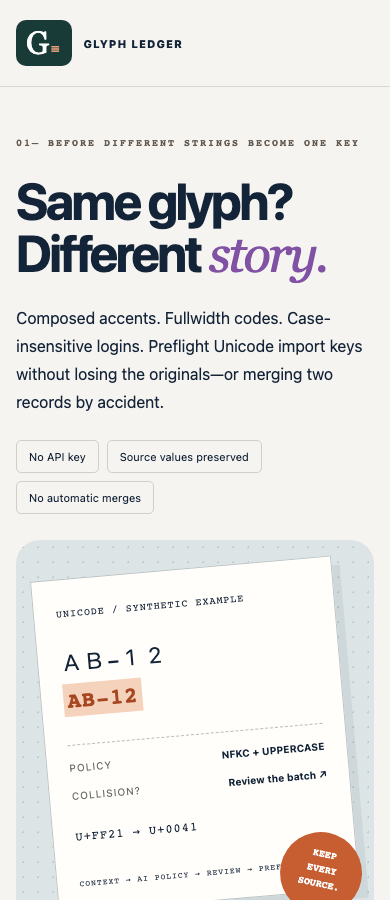 G≡
GLYPH LEDGER
01— BEFORE DIFFERENT STRINGS BECOME ONE KEY
Same glyph?
Different story.
Composed accents. Fullwidth codes. Case-
insensitive logins. Preflight Unicode import keys
without losing the originals—or merging two
records by accident.
No API key
Source values preserved
No automatic merges
UNICODE / SYNTHETIC EXAMPLE
AB-12
AB-12
POLICY
NFKC + UPPERCASE
COLLISION?
Review the batch ↗
U+FF21 → U+0041
CONTEXT → AI POLICY → REVIEW →
KEEP
EVERY
SOURCE.